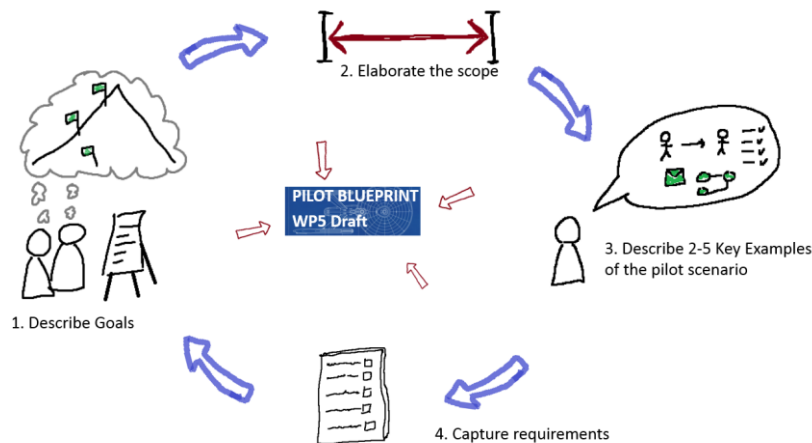 2. Elaborate the scope
PILOT BLUEPRINT
WP5 Draft
3. Describe 2-5 Key Examples
of the pilot scenario
1. Describe Goals
4. Capture requirements